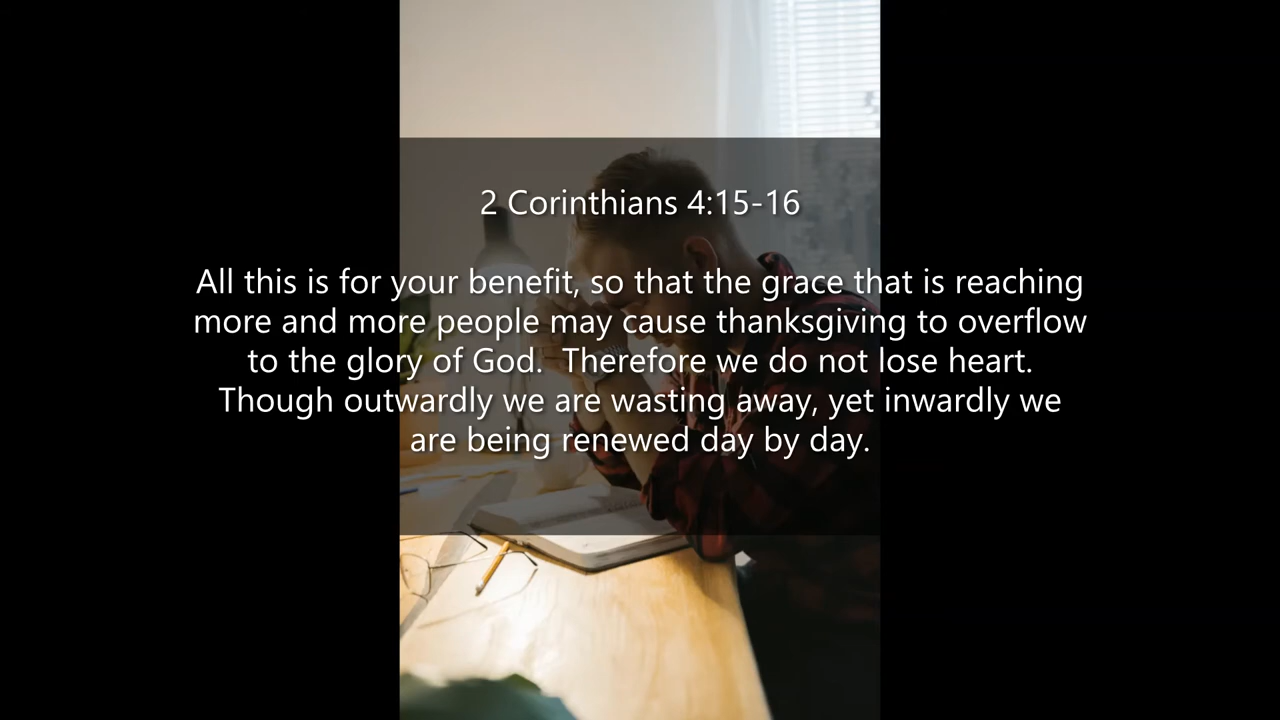 2 Corinthians 4:15-16
All this is for your benefit, so that the grace that is reaching
more and more people may cause thanksgiving to overflow
to the glory of God.  Therefore we do not lose heart.
Though outwardly we are wasting away, yet inwardly we
are being renewed day by day.